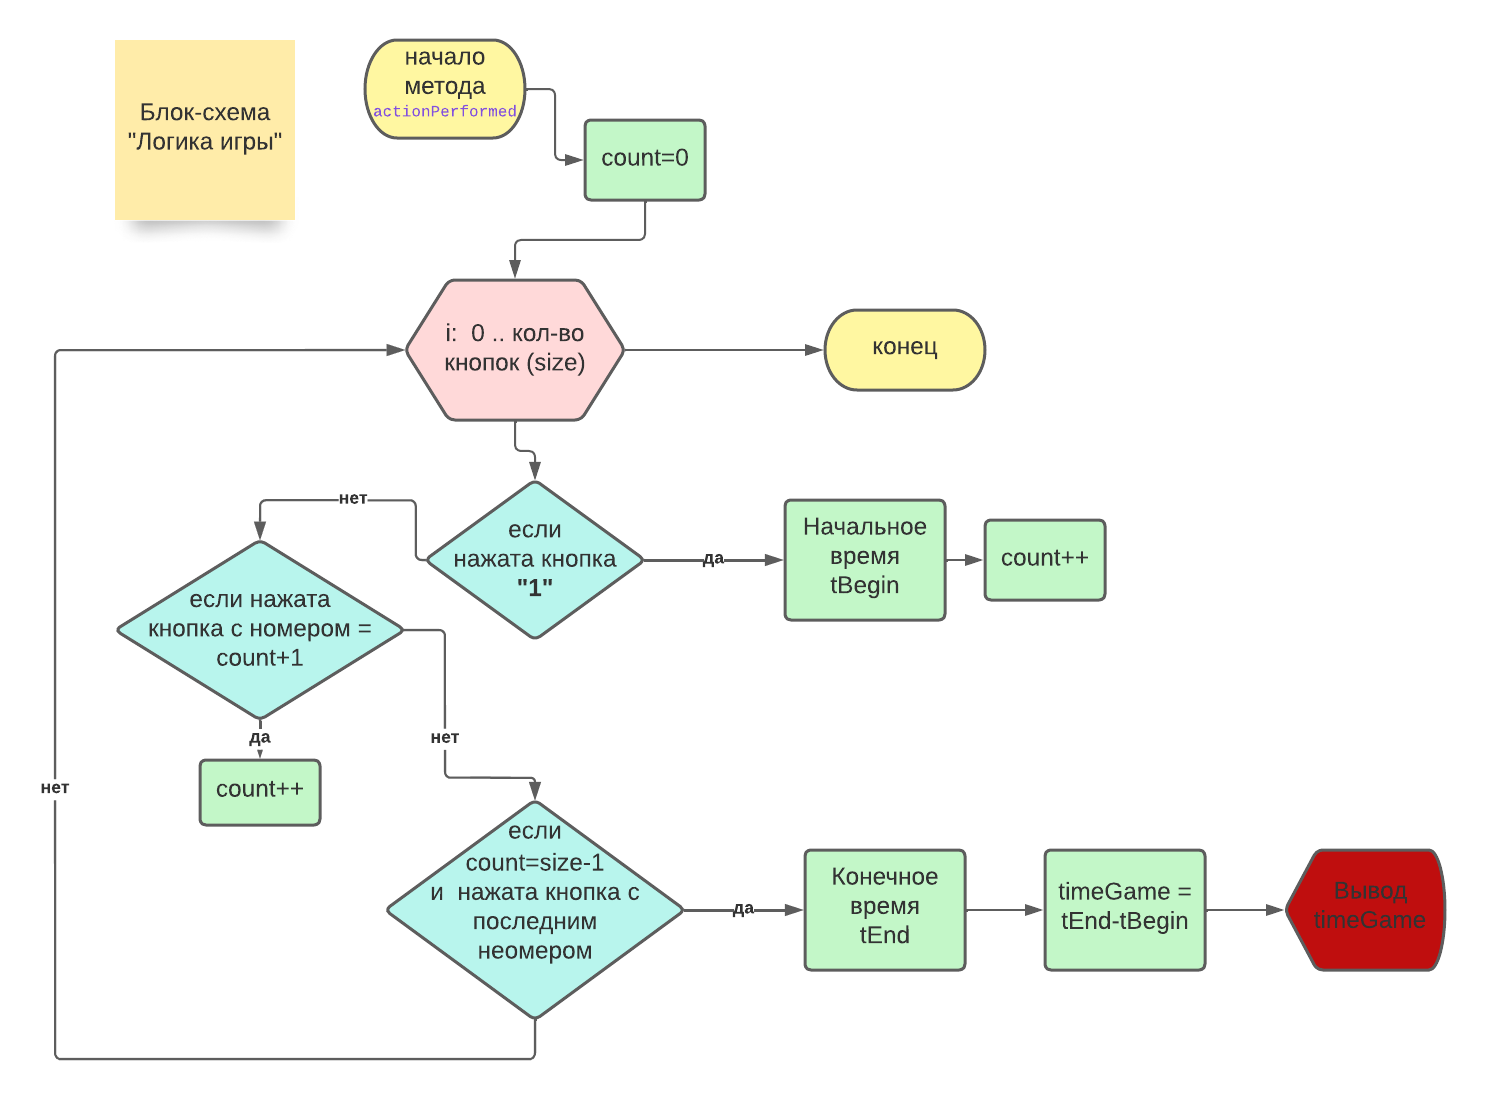 Блок-схема
"Логика игры"
начало
метода
actionPerformed
count=0
i:  0 .. кол-во
кнопок (size)
конец
нет
если
нажата кнопка
"1"
да
Начальное
время
tBegin
count++
если нажата
кнопка с номером =
count+1
да
count++
нет
нет
если
count=size-1
и  нажата кнопка с
последним
неомером
да
Конечное
время
tEnd
timeGame =
tEnd-tBegin
Вывод
timeGame